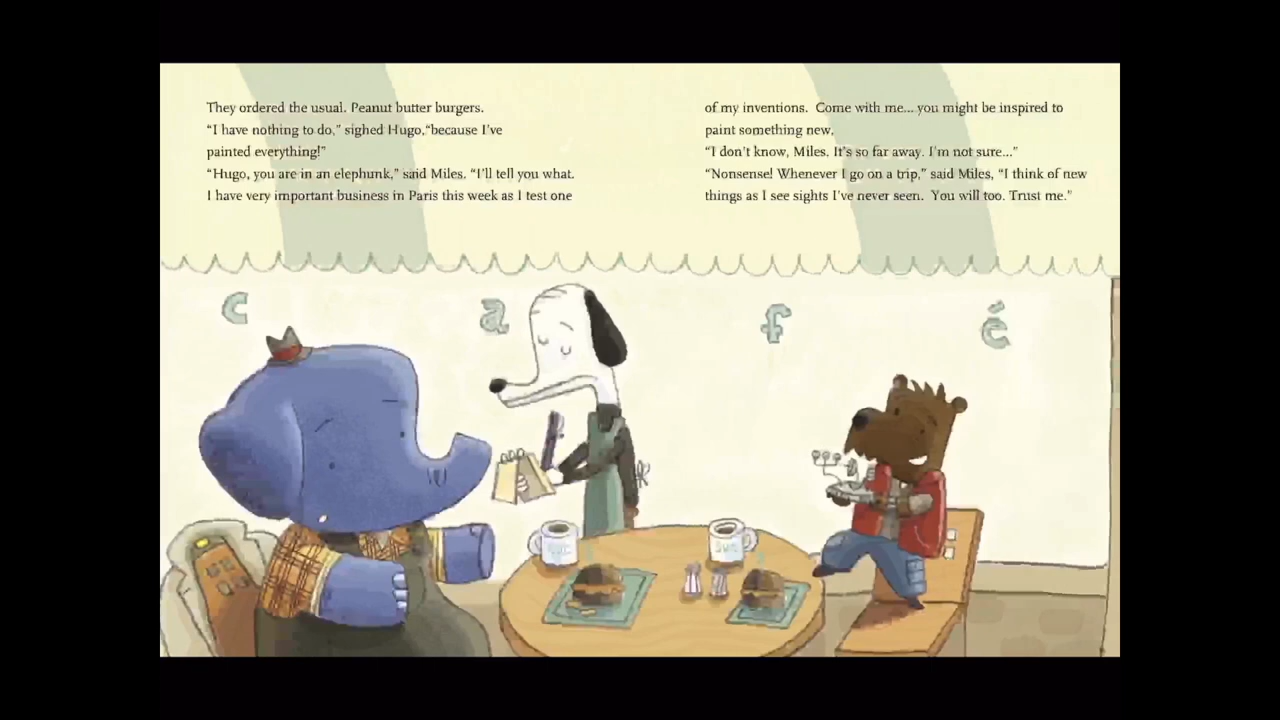 They ordered the usual. Peanut butter burgers.
“I have nothing to do,” sighed Hugo,“because I’ve
painted everything!”
“Hugo, you are in an elephunk,” said Miles. “I’ll tell you what.
I have very important business in Paris this week as I test one
of my inventions.  Come with me... you might be inspired to
paint something new.
“I don’t know, Miles. It’s so far away. I’m not sure...”
“Nonsense! Whenever I go on a trip,” said Miles, “I think of new
things as I see sights I’ve never seen.  You will too. Trust me.”
c a f é